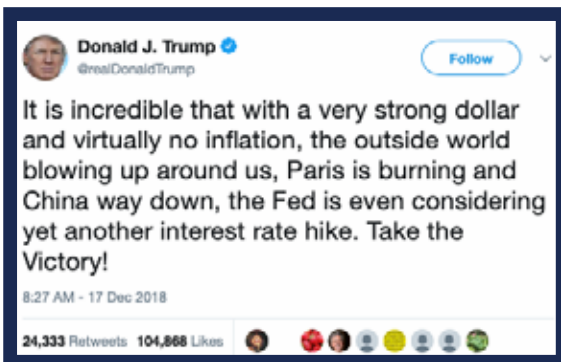 Donald J. Trump
@realDonaldTrump
Follow
It is incredible that with a very strong dollar
and virtually no inflation, the outside world
blowing up around us, Paris is burning and
China way down, the Fed is even considering
yet another interest rate hike. Take the
Victory!
8:27 AM - 17 Dec 2018
24,333 Retweets 104,868 Likes